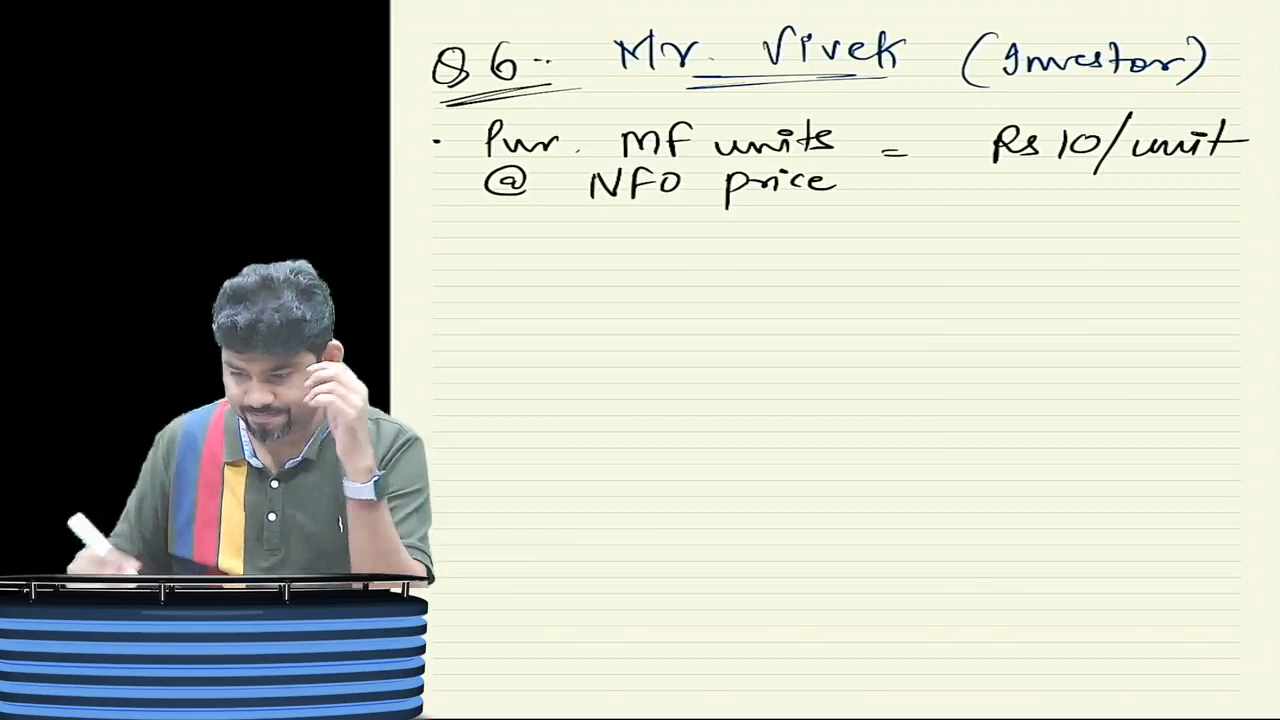 Q6.. Mr. Vivek (Investor)
• Pur. MF units = Rs 10/unit
@ NFO price